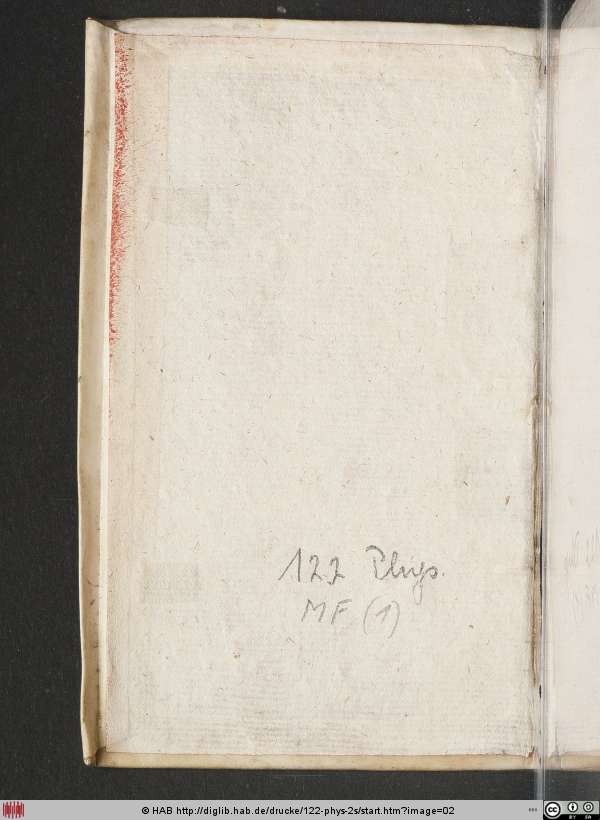 122 Phys.
MF (1)
© HAB http://diglib.hab.de/drucke/122-phys-2s/start.htm?image=02